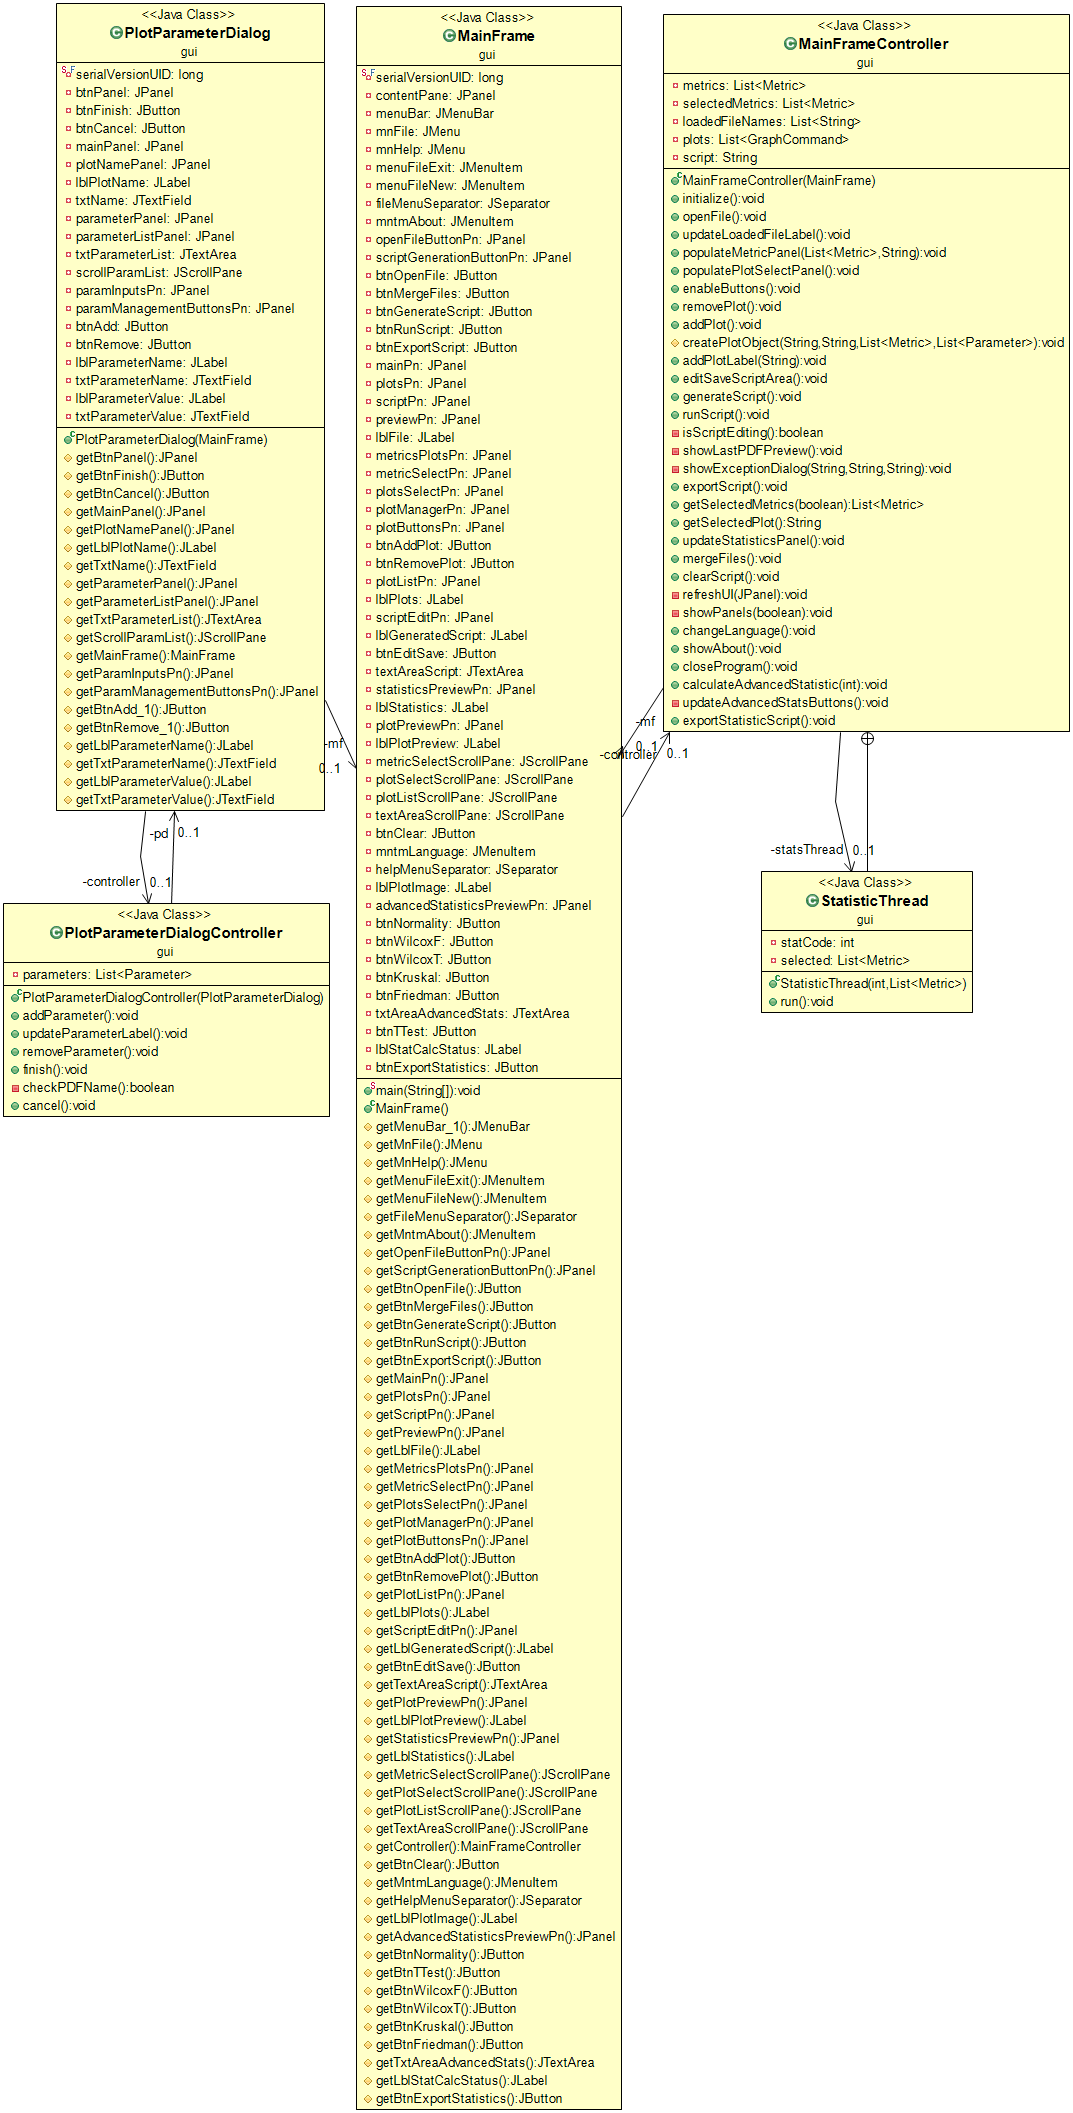 <<Java Class>>
PlotParameterDialog
gui
serialVersionUID: long
btnPanel: JPanel
btnFinish: JButton
btnCancel: JButton
mainPanel: JPanel
plotNamePanel: JPanel
lblPlotName: JLabel
txtName: JTextField
parameterPanel: JPanel
parameterListPanel: JPanel
txtParameterList: JTextArea
scrollParamList: JScrollPane
paramInputsPn: JPanel
paramManagementButtonsPn: JPanel
btnAdd: JButton
btnRemove: JButton
lblParameterName: JLabel
txtParameterName: JTextField
lblParameterValue: JLabel
txtParameterValue: JTextField
PlotParameterDialog(MainFrame)
getBtnPanel():JPanel
getBtnFinish():JButton
getBtnCancel():JButton
getMainPanel():JPanel
getPlotNamePanel():JPanel
getLblPlotName():JLabel
getTxtName():JTextField
getParameterPanel():JPanel
getParameterListPanel():JPanel
getTxtParameterList():JTextArea
getScrollParamList():JScrollPane
getMainFrame():MainFrame
getParamInputsPn():JPanel
getParamManagementButtonsPn():JPanel
getBtnAdd_1():JButton
getBtnRemove_1():JButton
getLblParameterName():JLabel
getTxtParameterName():JTextField
getLblParameterValue():JLabel
getTxtParameterValue():JTextField
-mf
0..1
-pd 0..1
-controller 0..1
<<Java Class>>
PlotParameterDialogController
gui
parameters: List<Parameter>
PlotParameterDialogController(PlotParameterDialog)
addParameter():void
updateParameterLabel():void
removeParameter():void
finish():void
checkPDFName():boolean
cancel():void
<<Java Class>>
MainFrame
gui
serialVersionUID: long
contentPane: JPanel
menuBar: JMenuBar
mnFile: JMenu
mnHelp: JMenu
menuFileExit: JMenuItem
menuFileNew: JMenuItem
fileMenuSeparator: JSeparator
mntmAbout: JMenuItem
openFileButtonPn: JPanel
scriptGenerationButtonPn: JPanel
btnOpenFile: JButton
btnMergeFiles: JButton
btnGenerateScript: JButton
btnRunScript: JButton
btnExportScript: JButton
mainPn: JPanel
plotsPn: JPanel
scriptPn: JPanel
previewPn: JPanel
lblFile: JLabel
metricsPlotsPn: JPanel
metricSelectPn: JPanel
plotsSelectPn: JPanel
plotManagerPn: JPanel
plotButtonsPn: JPanel
btnAddPlot: JButton
btnRemovePlot: JButton
plotListPn: JPanel
lblPlots: JLabel
scriptEditPn: JPanel
lblGeneratedScript: JLabel
btnEditSave: JButton
textAreaScript: JTextArea
statisticsPreviewPn: JPanel
lblStatistics: JLabel
plotPreviewPn: JPanel
lblPlotPreview: JLabel
metricSelectScrollPane: JScrollPane
plotSelectScrollPane: JScrollPane
plotListScrollPane: JScrollPane
textAreaScrollPane: JScrollPane
btnClear: JButton
mntmLanguage: JMenuItem
helpMenuSeparator: JSeparator
lblPlotImage: JLabel
advancedStatisticsPreviewPn: JPanel
btnNormality: JButton
btnWilcoxF: JButton
btnWilcoxT: JButton
btnKruskal: JButton
btnFriedman: JButton
txtAreaAdvancedStats: JTextArea
btnTTest: JButton
lblStatCalcStatus: JLabel
btnExportStatistics: JButton
main(String[]):void
MainFrame()
getMenuBar_1():JMenuBar
getMnFile():JMenu
getMnHelp():JMenu
getMenuFileExit():JMenuItem
getMenuFileNew():JMenuItem
getFileMenuSeparator():JSeparator
getMntmAbout():JMenuItem
getOpenFileButtonPn():JPanel
getScriptGenerationButtonPn():JPanel
getBtnOpenFile():JButton
getBtnMergeFiles():JButton
getBtnGenerateScript():JButton
getBtnRunScript():JButton
getBtnExportScript():JButton
getMainPn():JPanel
getPlotsPn():JPanel
getScriptPn():JPanel
getPreviewPn():JPanel
getLblFile():JLabel
getMetricsPlotsPn():JPanel
getMetricSelectPn():JPanel
getPlotsSelectPn():JPanel
getPlotManagerPn():JPanel
getPlotButtonsPn():JPanel
getBtnAddPlot():JButton
getBtnRemovePlot():JButton
getPlotListPn():JPanel
getLblPlots():JLabel
getScriptEditPn():JPanel
getLblGeneratedScript():JLabel
getBtnEditSave():JButton
getTextAreaScript():JTextArea
getPlotPreviewPn():JPanel
getLblPlotPreview():JLabel
getStatisticsPreviewPn():JPanel
getLblStatistics():JLabel
getMetricSelectScrollPane():JScrollPane
getPlotSelectScrollPane():JScrollPane
getPlotListScrollPane():JScrollPane
getTextAreaScrollPane():JScrollPane
getController():MainFrameController
getBtnClear():JButton
getMntmLanguage():JMenuItem
getHelpMenuSeparator():JSeparator
getLblPlotImage():JLabel
getAdvancedStatisticsPreviewPn():JPanel
getBtnNormality():JButton
getBtnTTest():JButton
getBtnWilcoxF():JButton
getBtnWilcoxT():JButton
getBtnKruskal():JButton
getBtnFriedman():JButton
getTxtAreaAdvancedStats():JTextArea
getLblStatCalcStatus():JLabel
getBtnExportStatistics():JButton
-mf
0..1
-controller 0..1
<<Java Class>>
MainFrameController
gui
metrics: List<Metric>
selectedMetrics: List<Metric>
loadedFileNames: List<String>
plots: List<GraphCommand>
script: String
MainFrameController(MainFrame)
initialize():void
openFile():void
updateLoadedFileLabel():void
populateMetricPanel(List<Metric>,String):void
populatePlotSelectPanel():void
enableButtons():void
removePlot():void
addPlot():void
createPlotObject(String,String,List<Metric>,List<Parameter>):void
addPlotLabel(String):void
editSaveScriptArea():void
generateScript():void
runScript():void
isScriptEditing():boolean
showLastPDFPreview():void
showExceptionDialog(String,String,String):void
exportScript():void
getSelectedMetrics(boolean):List<Metric>
getSelectedPlot():String
updateStatisticsPanel():void
mergeFiles():void
clearScript():void
refreshUI(JPanel):void
showPanels(boolean):void
changeLanguage():void
showAbout():void
closeProgram():void
calculateAdvancedStatistic(int):void
updateAdvancedStatsButtons():void
exportStatisticScript():void
-statsThread 0..1
<<Java Class>>
StatisticThread
gui
statCode: int
selected: List<Metric>
StatisticThread(int,List<Metric>)
run():void